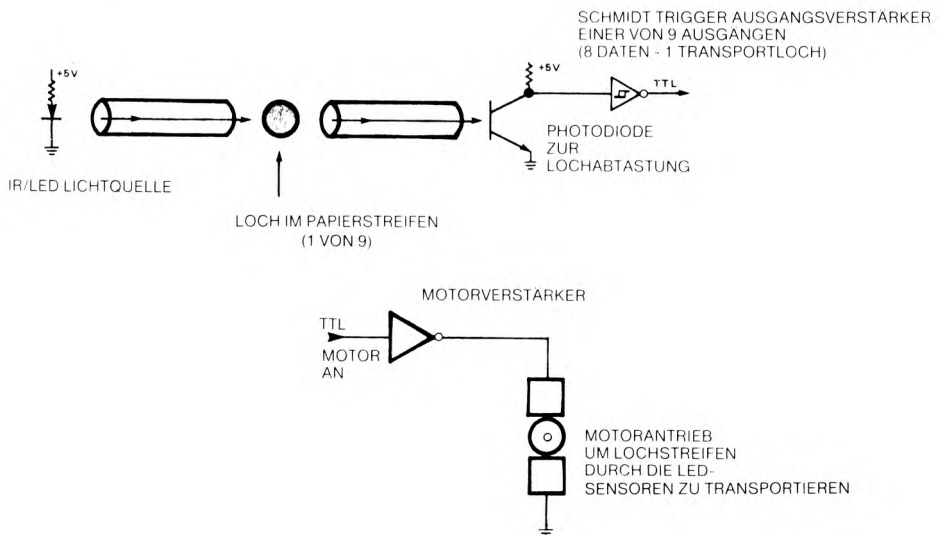 SCHMIDT TRIGGER AUSGANGSVERSTÄRKER
EINER VON 9 AUSGÄNGEN
(8 DATEN - 1 TRANSPORTLOCH)
+5V
+5V
TTL
PHOTODIODE
ZUR
LOCHABTASTUNG
IR/LED LICHTQUELLE
LOCH IM PAPIERSTREIFEN
(1 VON 9)
MOTORVERSTÄRKER
TTL
MOTOR
AN
MOTORANTRIEB
UM LOCHSTREIFEN
DURCH DIE LED-
SENSOREN ZU TRANSPORTIEREN